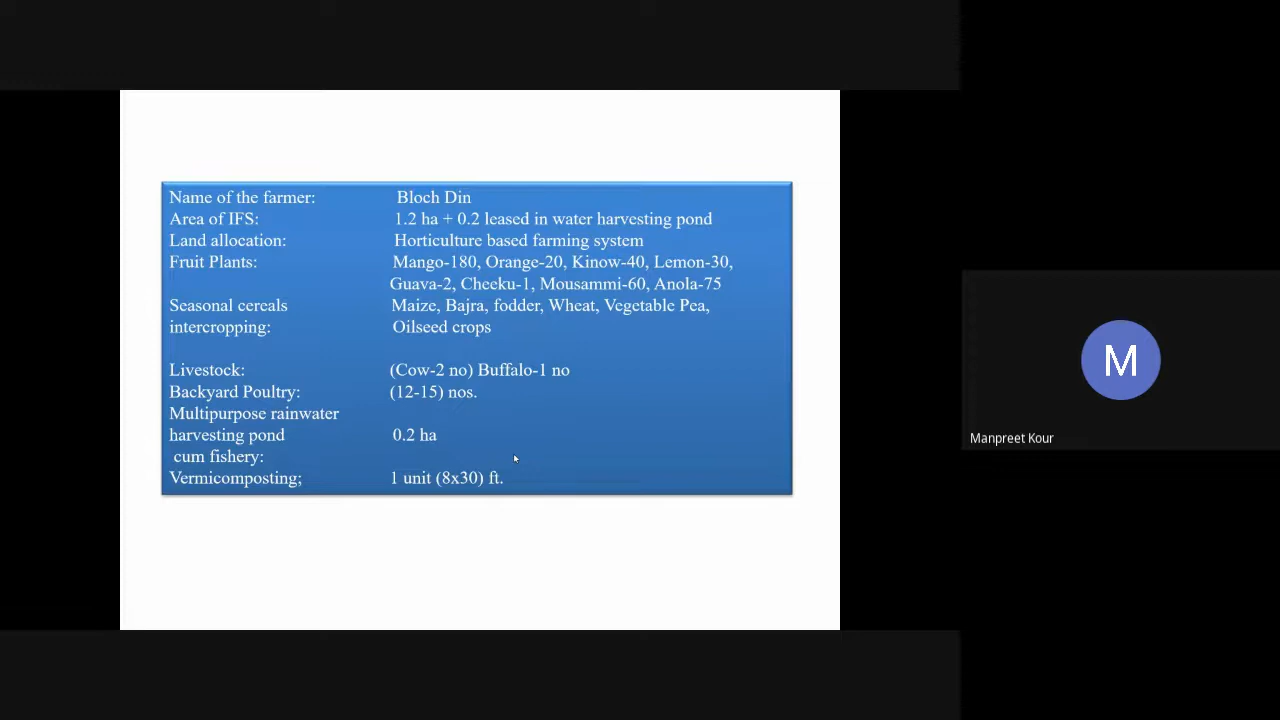 Name of the farmer: Bloch Din
Area of IFS: 1.2 ha + 0.2 leased in water harvesting pond
Land allocation: Horticulture based farming system
Fruit Plants: Mango-180, Orange-20, Kinow-40, Lemon-30,
Guava-2, Cheeku-1, Mousammi-60, Anola-75
Seasonal cereals Maize, Bajra, fodder, Wheat, Vegetable Pea,
intercropping: Oilseed crops
Livestock: (Cow-2 no) Buffalo-1 no
Backyard Poultry: (12-15) nos.
Multipurpose rainwater
harvesting pond 0.2 ha
cum fishery:
Vermicomposting; 1 unit (8x30) ft.
M
Manpreet Kour